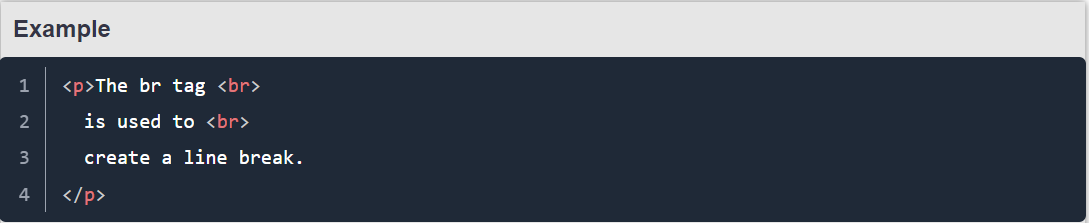 Example
1 <p>The br tag <br>
2 is used to <br>
3 create a line break.
4 </p>